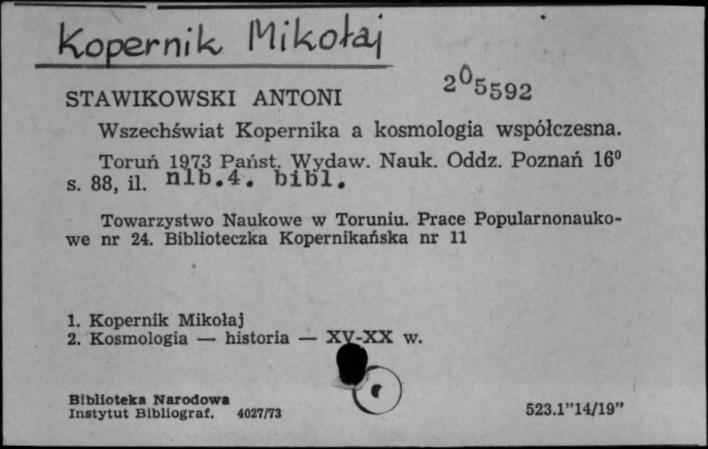 Kopernik Mikołaj
205592
STAWIKOWSKI ANTONI
Wszechświat Kopernika a kosmologia współczesna.
Toruń 1973 Państ. Wydaw. Nauk. Oddz. Poznań 16⁰
s. 88, il. nlb.4. bibl.
Towarzystwo Naukowe w Toruniu. Prace Popularnonauko-
we nr 24. Biblioteczka Kopernikańska nr 11
1. Kopernik Mikołaj
2. Kosmologia — historia — XV-XX w.
Biblioteka Narodowa
Instytut Bibliograf. 4027/73
523.1”14/19”